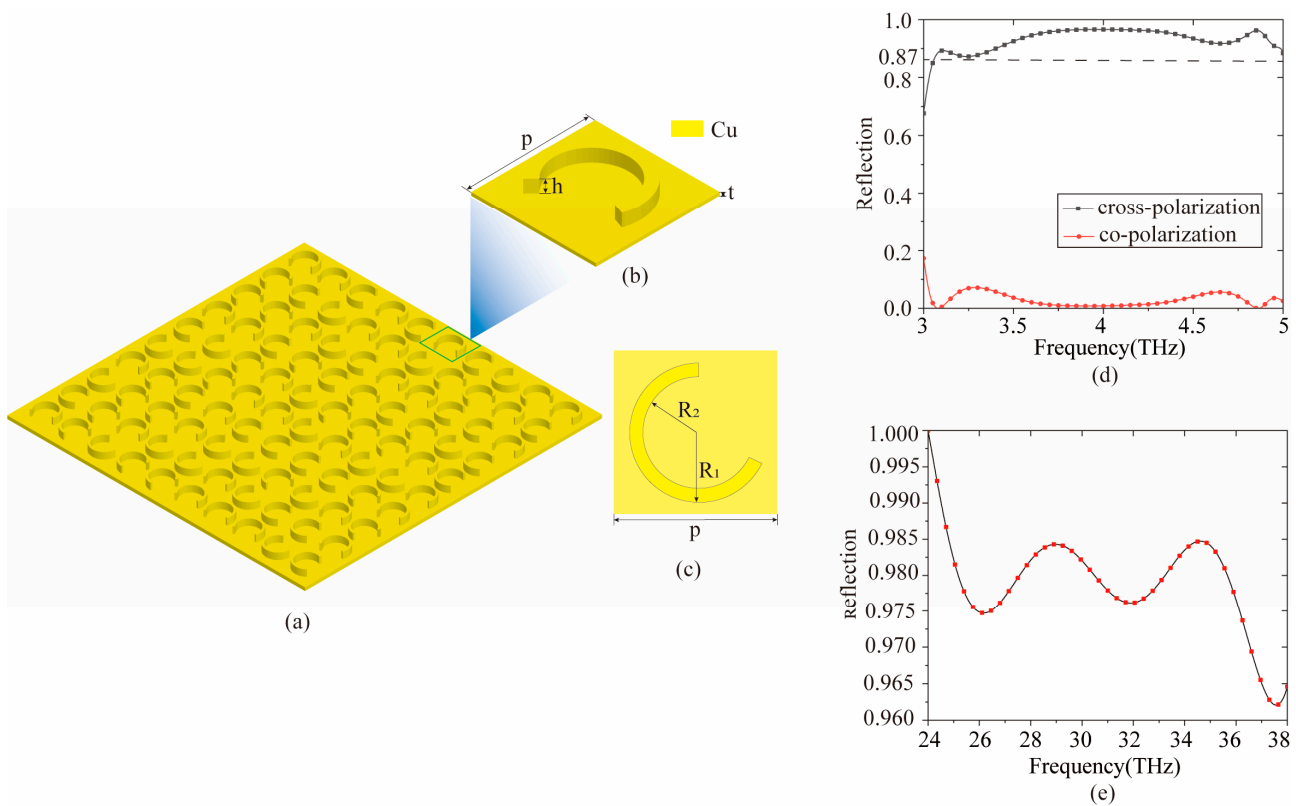 p
h
t
Cu
(b)
(a)
R₂
R₁
p
(c)
Reflection
1.0
0.87
0.8
0.6
0.4
0.2
0.0
cross-polarization
co-polarization
3
3.5
4
4.5
5
Frequency(THz)
(d)
Reflection
1.000
0.995
0.990
0.985
0.980
0.975
0.970
0.965
0.960
24
26
28
30
32
34
36
38
Frequency(THz)
(e)